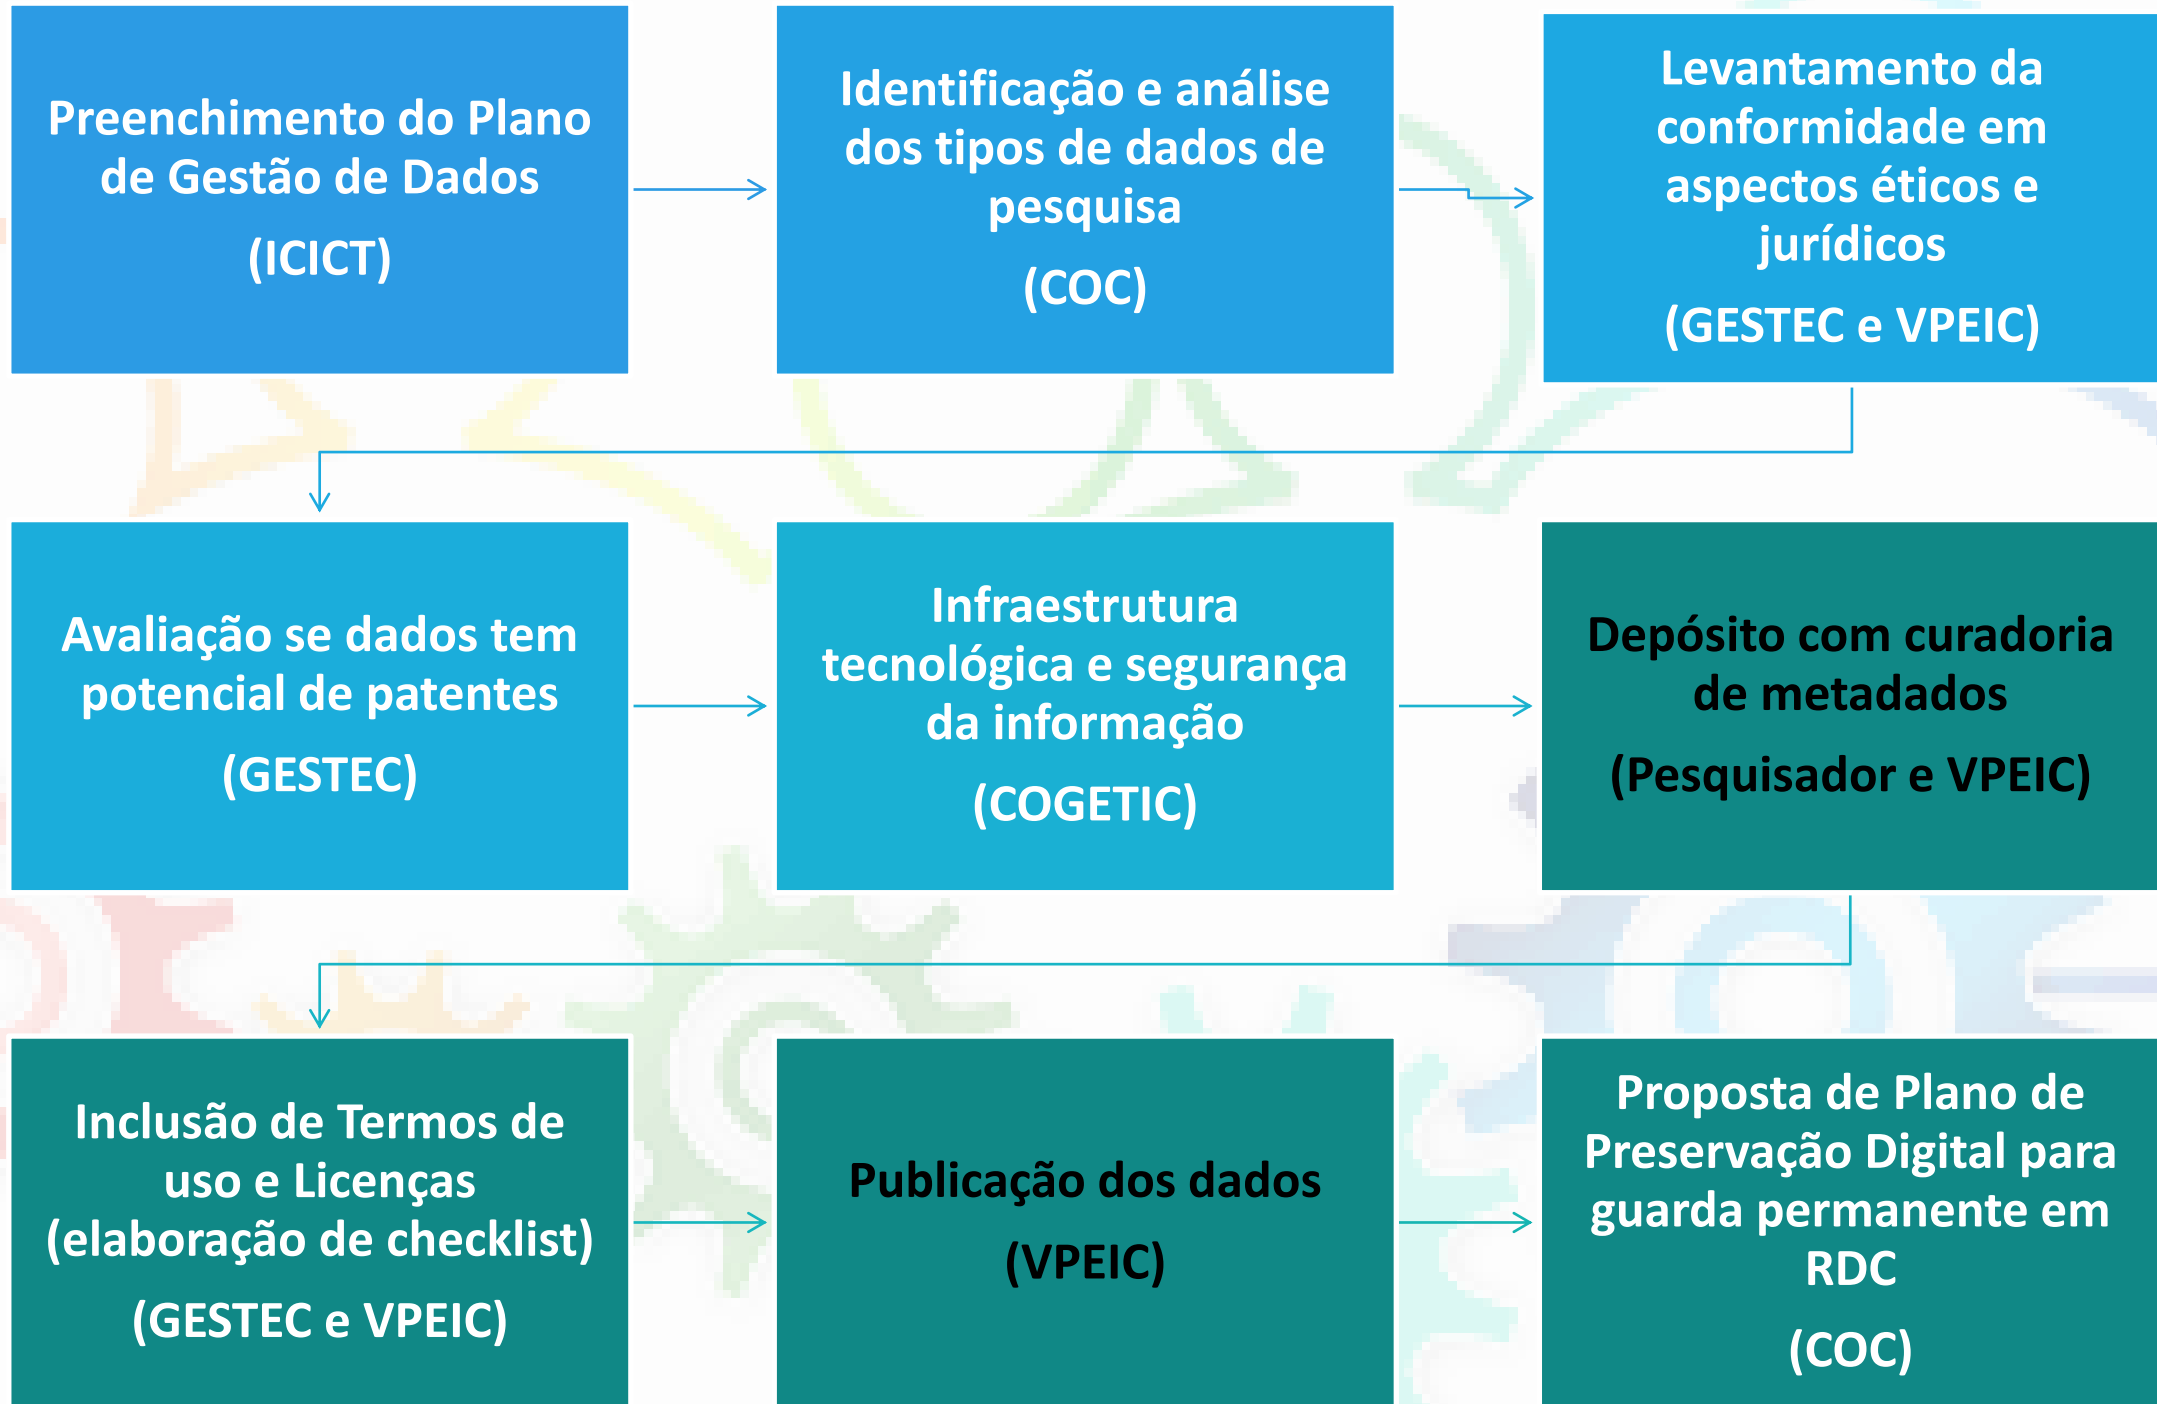 Preenchimento do Plano
de Gestão de Dados
(ICICT)
Identificação e análise
dos tipos de dados de
pesquisa
(COC)
Levantamento da
conformidade em
aspectos éticos e
jurídicos
(GESTEC e VPEIC)
Avaliação se dados tem
potencial de patentes
(GESTEC)
Infraestrutura
tecnológica e segurança
da informação
(COGETIC)
Depósito com curadoria
de metadados
(Pesquisador e VPEIC)
Inclusão de Termos de
uso e Licenças
(elaboração de checklist)
(GESTEC e VPEIC)
Publicação dos dados
(VPEIC)
Proposta de Plano de
Preservação Digital para
guarda permanente em
RDC
(COC)